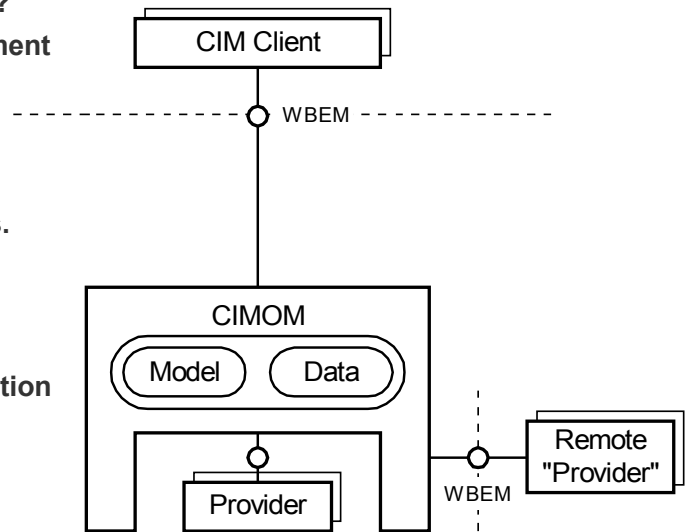 ?
CIM Client
WBEM
s.
CIMOM
Model
Data
Remote
"Provider"
WBEM
Provider